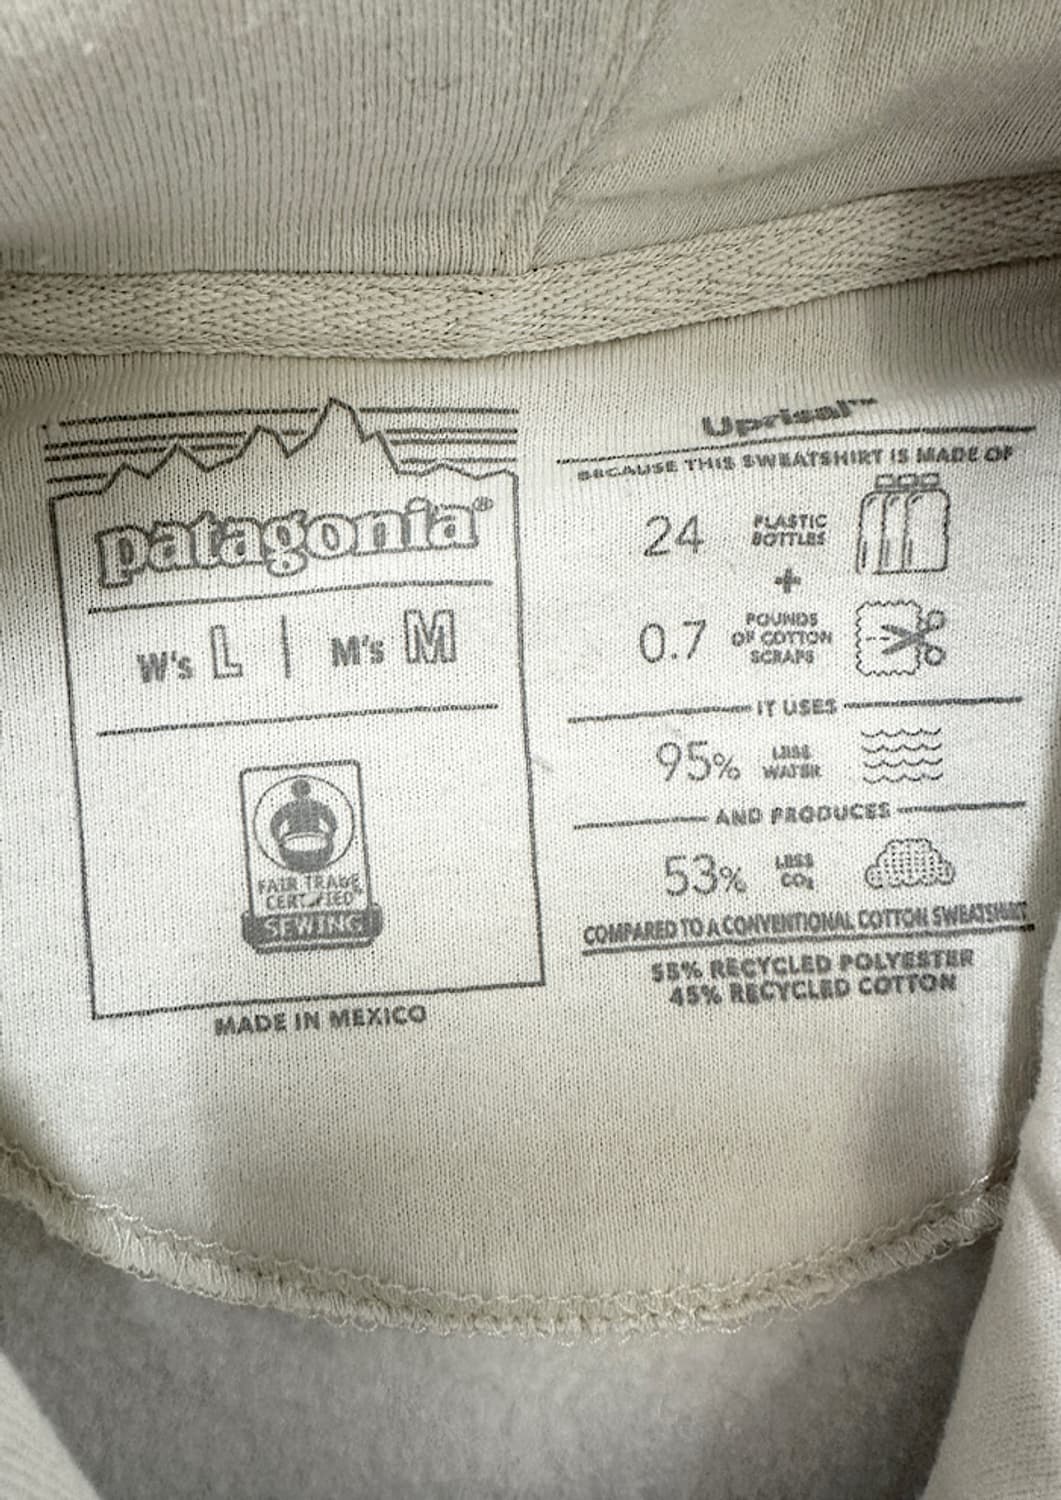 patagonia®
W's L | M's M
FAIR TRADE
CERTIFIED™
SEWING
MADE IN MEXICO
Uprisal™
BECAUSE THIS SWEATSHIRT IS MADE OF
24 PLASTIC
BOTTLES
+
0.7 POUNDS
OF COTTON
SCRAPS
IT USES
95% LESS
WATER
AND PRODUCES
53% LESS
CO₂
COMPARED TO A CONVENTIONAL COTTON SWEATSHIRT
55% RECYCLED POLYESTER
45% RECYCLED COTTON